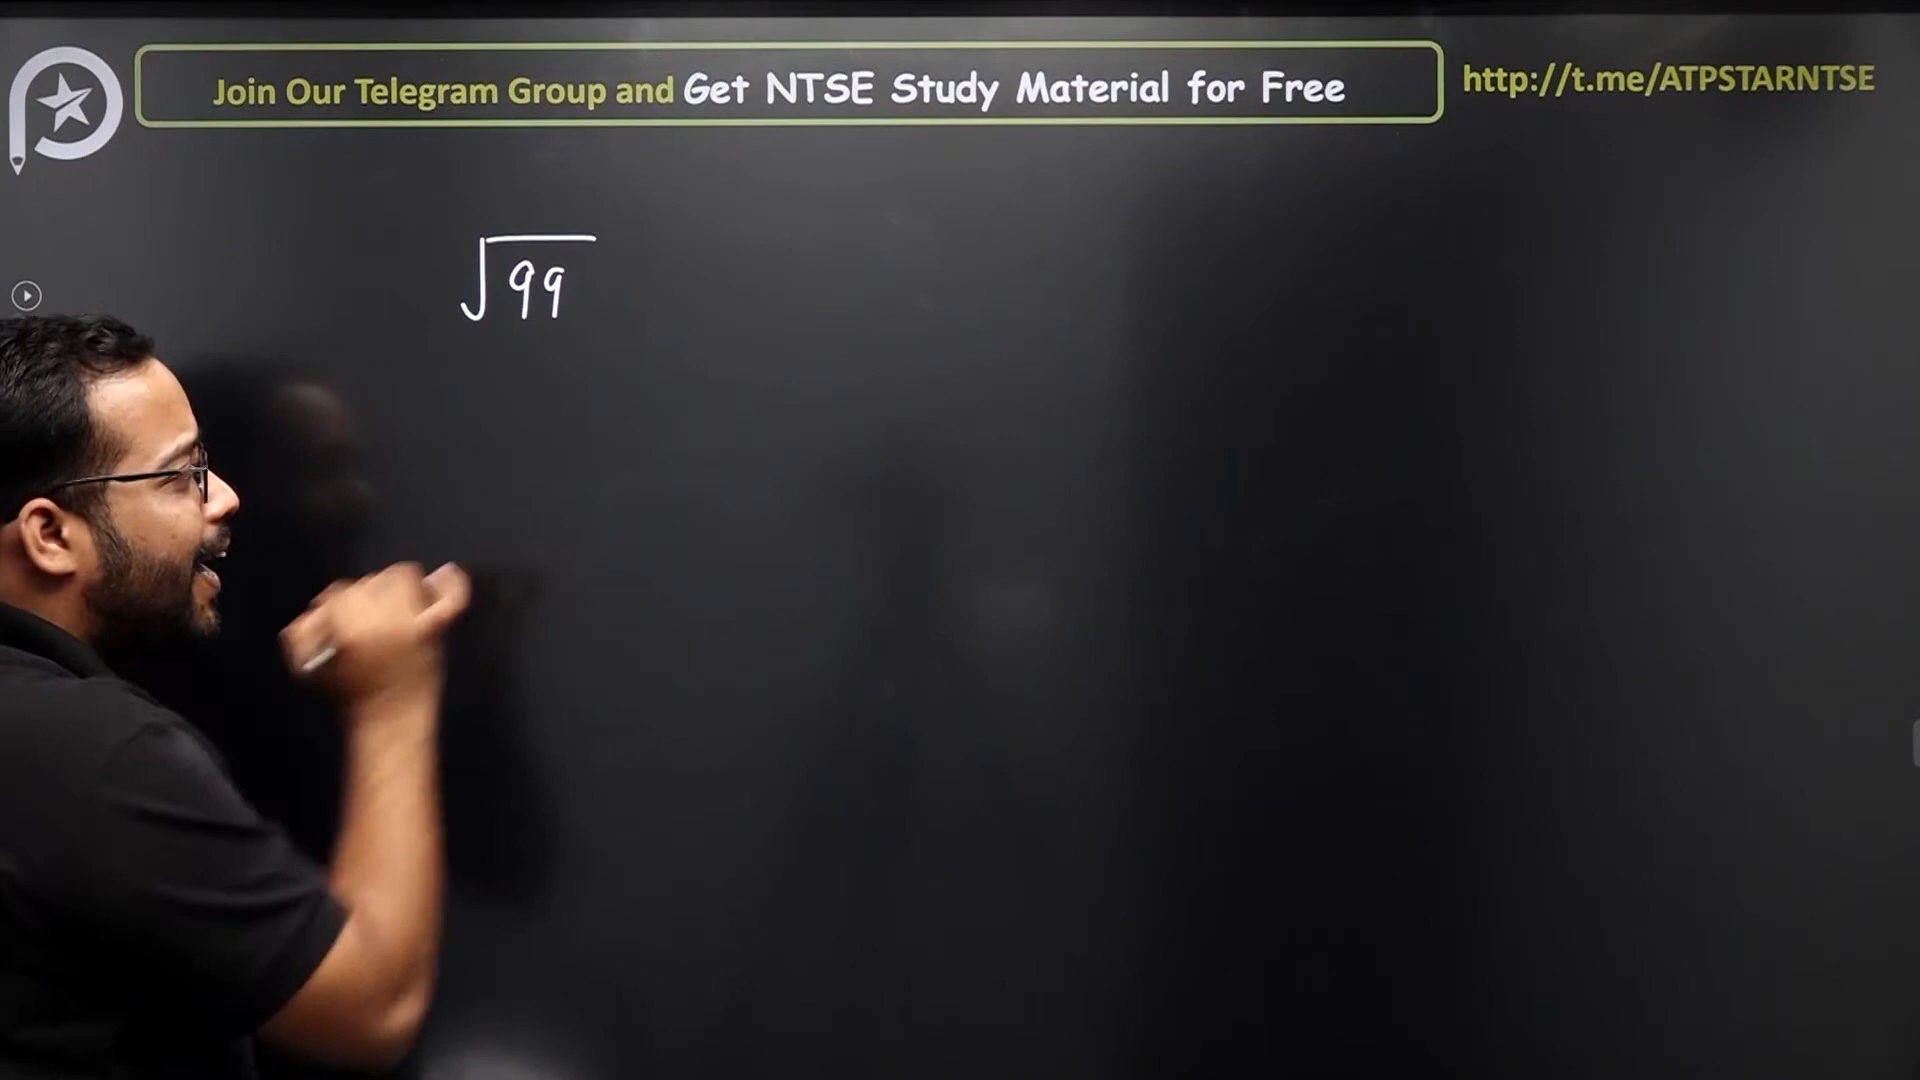 Join Our Telegram Group and Get NTSE Study Material for Free
http://t.me/ATPSTARNTSE
√99